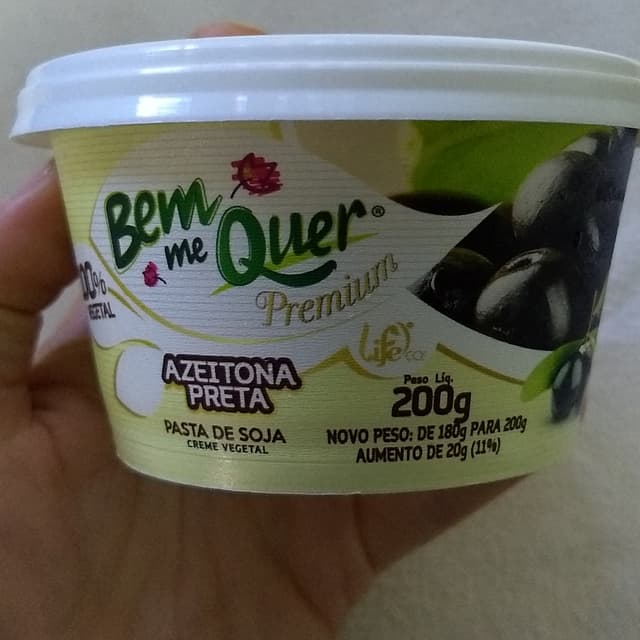 Bem
me Quer®
Premium
Life
AZEITONA
PRETA
PASTA DE SOJA
CREME VEGETAL
Peso Líq.
200g
NOVO PESO: DE 180g PARA 200g
AUMENTO DE 20g (11%)